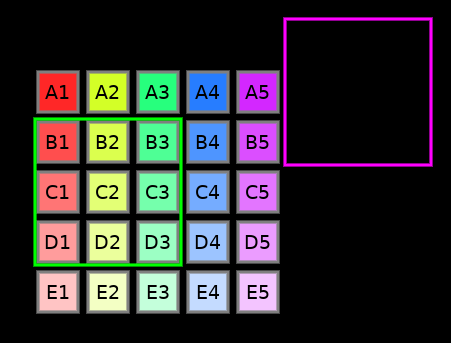 A1 A2 A3 A4 A5
B1 B2 B3 B4 B5
C1 C2 C3 C4 C5
D1 D2 D3 D4 D5
E1 E2 E3 E4 E5